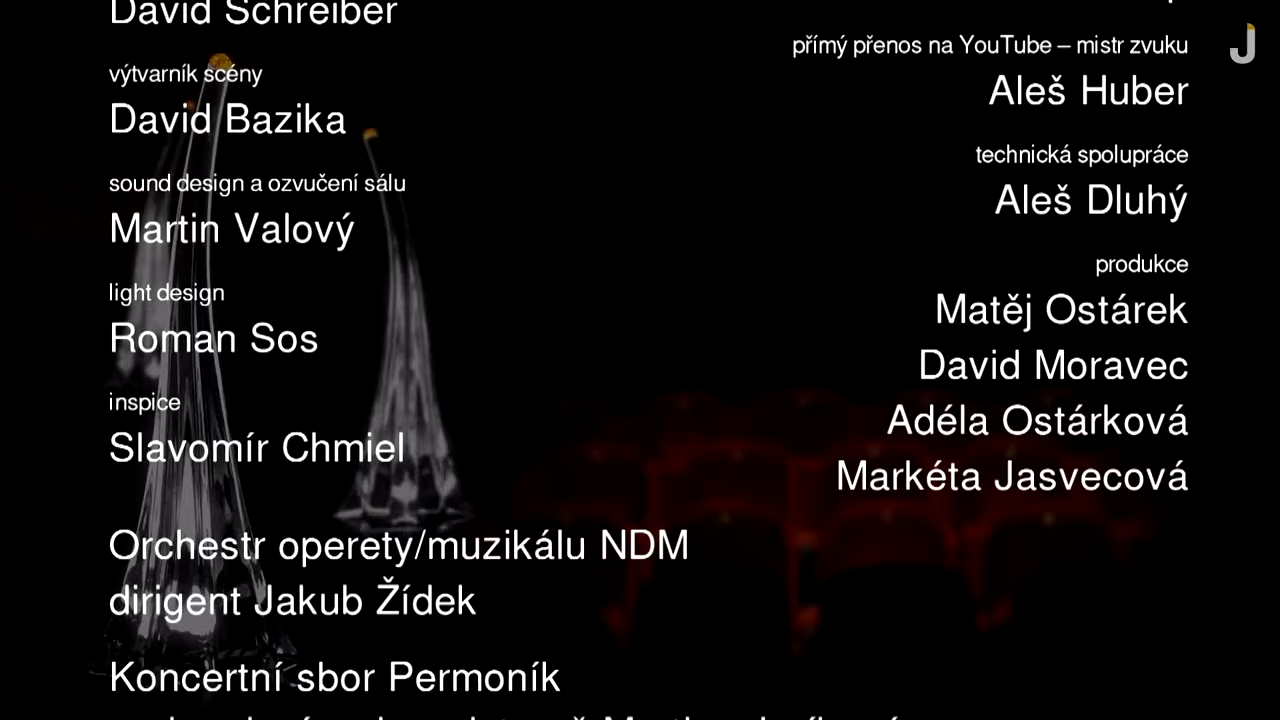 David Schreiber
výtvarník scény
David Bazika
sound design a ozvučení sálu
Martin Valový
light design
Roman Sos
inspice
Slavomír Chmiel
Orchestr operety/muzikálu NDM
dirigent Jakub Žídek
Koncertní sbor Permoník
přímý přenos na YouTube – mistr zvuku
Aleš Huber
technická spolupráce
Aleš Dluhý
produkce
Matěj Ostárek
David Moravec
Adéla Ostárková
Markéta Jasvecová
J